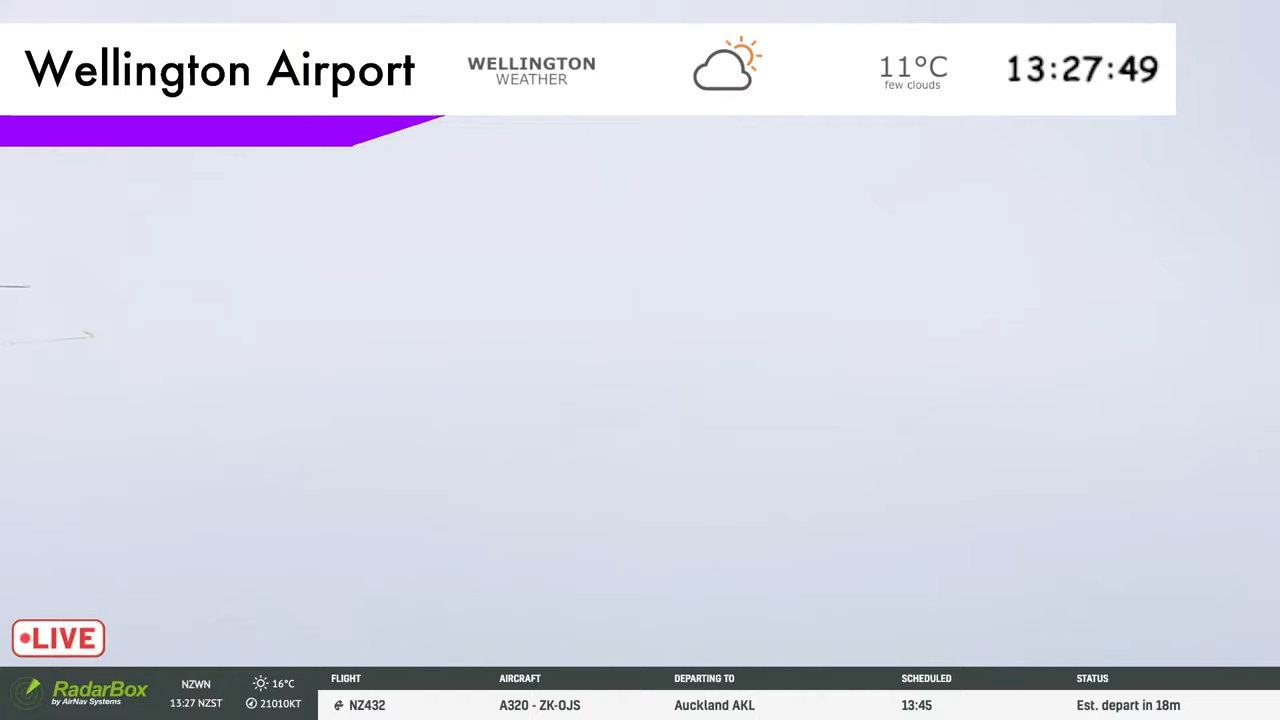 Wellington Airport
WELLINGTON
WEATHER
11°C
few clouds
13:27:49
LIVE
RadarBox
by AirNav Systems
NZWN
13:27 NZST
16°C
21010KT
FLIGHT AIRCRAFT DEPARTING TO SCHEDULED STATUS
NZ432 A320 - ZK-OJS Auckland AKL 13:45 Est. depart in 18m